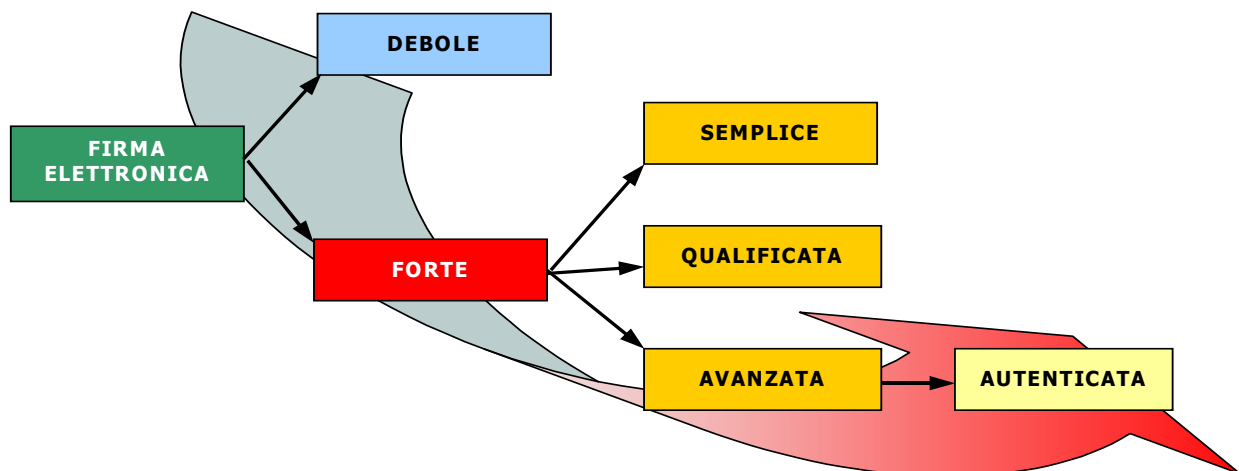 DEBOLE
FIRMA
ELETTRONICA
SEMPLICE
FORTE
QUALIFICATA
AVANZATA
AUTENTICATA